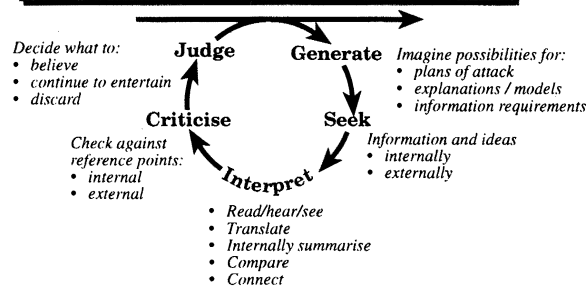 Judge
Decide what to:
• believe
• continue to entertain
• discard
Generate
Imagine possibilities for:
• plans of attack
• explanations / models
• information requirements
Seek
Information and ideas
• internally
• externally
Interpret
• Read/hear/see
• Translate
• Internally summarise
• Compare
• Connect
Criticise
Check against
reference points:
• internal
• external